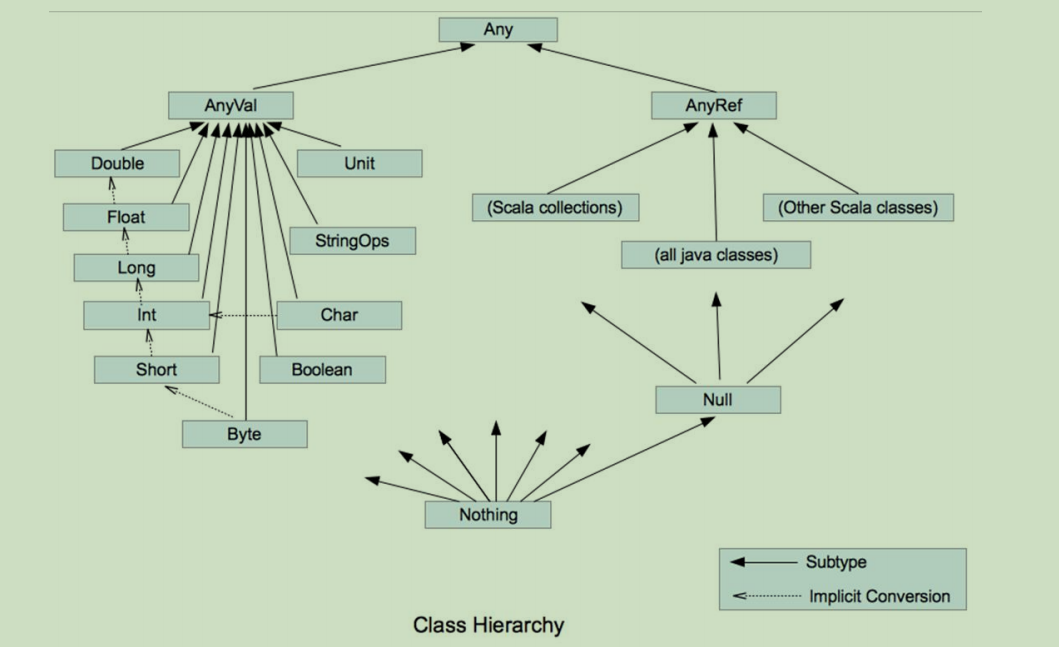 Any
AnyVal
AnyRef
Double
Unit
Float
(Scala collections)
(Other Scala classes)
StringOps
(all java classes)
Long
Int
Char
Short
Boolean
Null
Byte
Nothing
Subtype
Implicit Conversion
Class Hierarchy